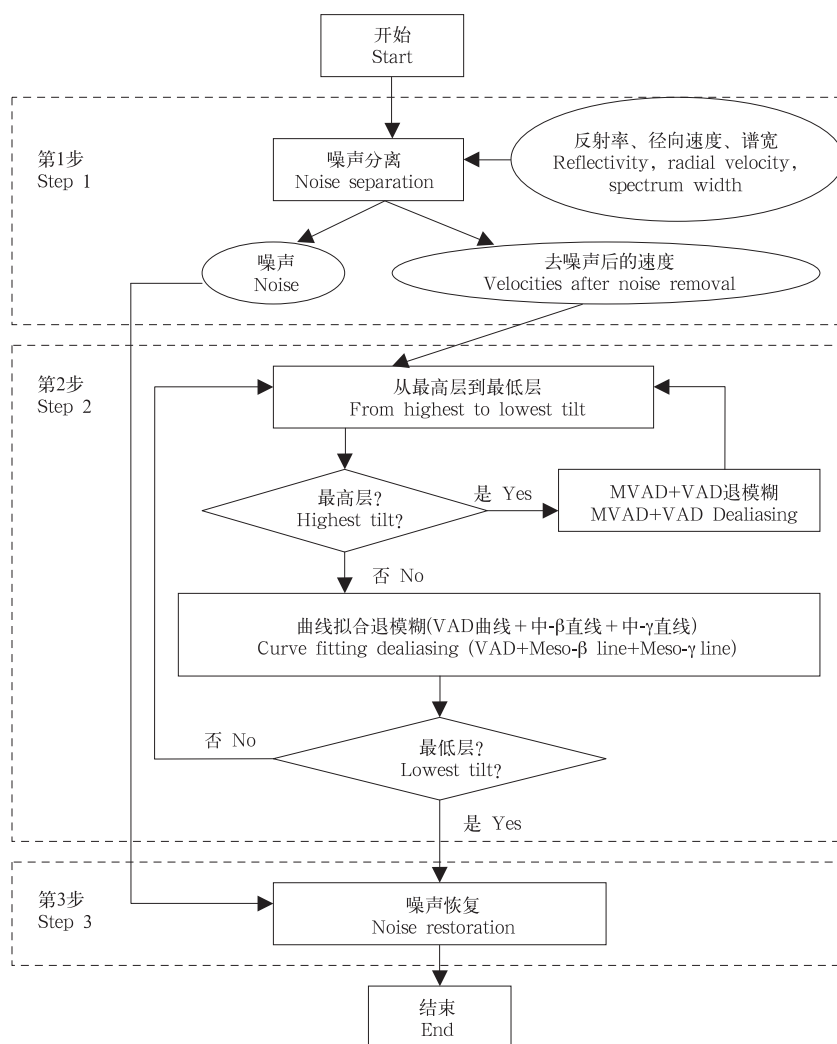 开始
Start
第1步
Step 1
噪声分离
Noise separation
反射率、径向速度、谱宽
Reflectivity, radial velocity,
spectrum width
噪声
Noise
去噪声后的速度
Velocities after noise removal
第2步
Step 2
从最高层到最低层
From highest to lowest tilt
最高层?
Highest tilt?
是 Yes
MVAD+VAD退模糊
MVAD+VAD Dealiasing
否 No
曲线拟合退模糊(VAD曲线+中-β直线+中-γ直线)
Curve fitting dealiasing (VAD+Meso-β line+Meso-γ line)
否 No
最低层?
Lowest tilt?
是 Yes
第3步
Step 3
噪声恢复
Noise restoration
结束
End